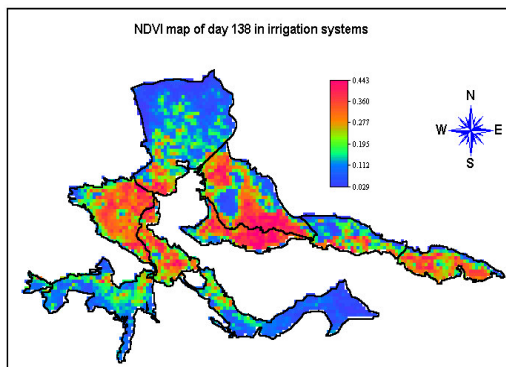 NDVI map of day 138 in irrigation systems
0.443
0.360
0.277
0.195
0.112
0.029
N
W E
S